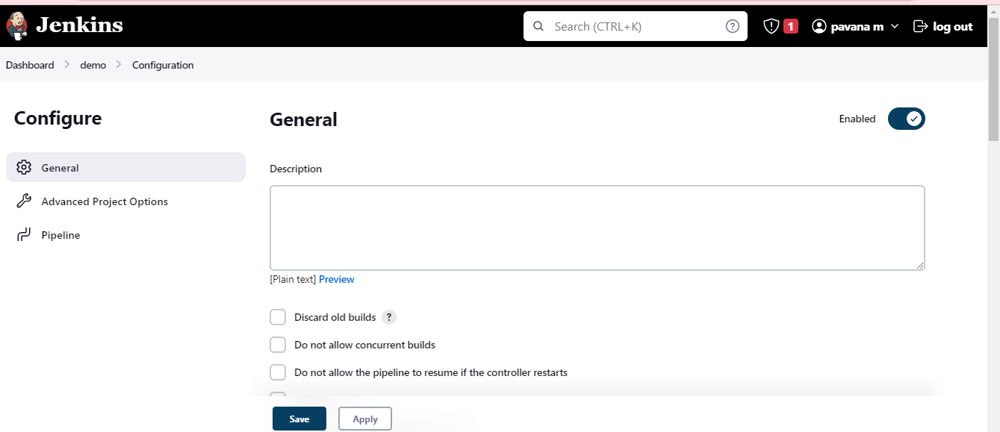 Jenkins
Search (CTRL+K)
?
1
pavana m
log out
Dashboard
demo
Configuration
Configure
General
Advanced Project Options
Pipeline
General
Enabled
Description
[Plain text] Preview
Discard old builds ?
Do not allow concurrent builds
Do not allow the pipeline to resume if the controller restarts
Save
Apply